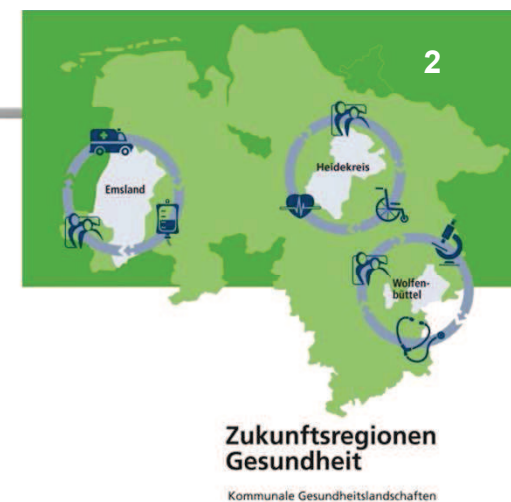 2
Heidekreis
Emsland
Wolfen-
büttel
Zukunftsregionen
Gesundheit
Kommunale Gesundheitslandschaften